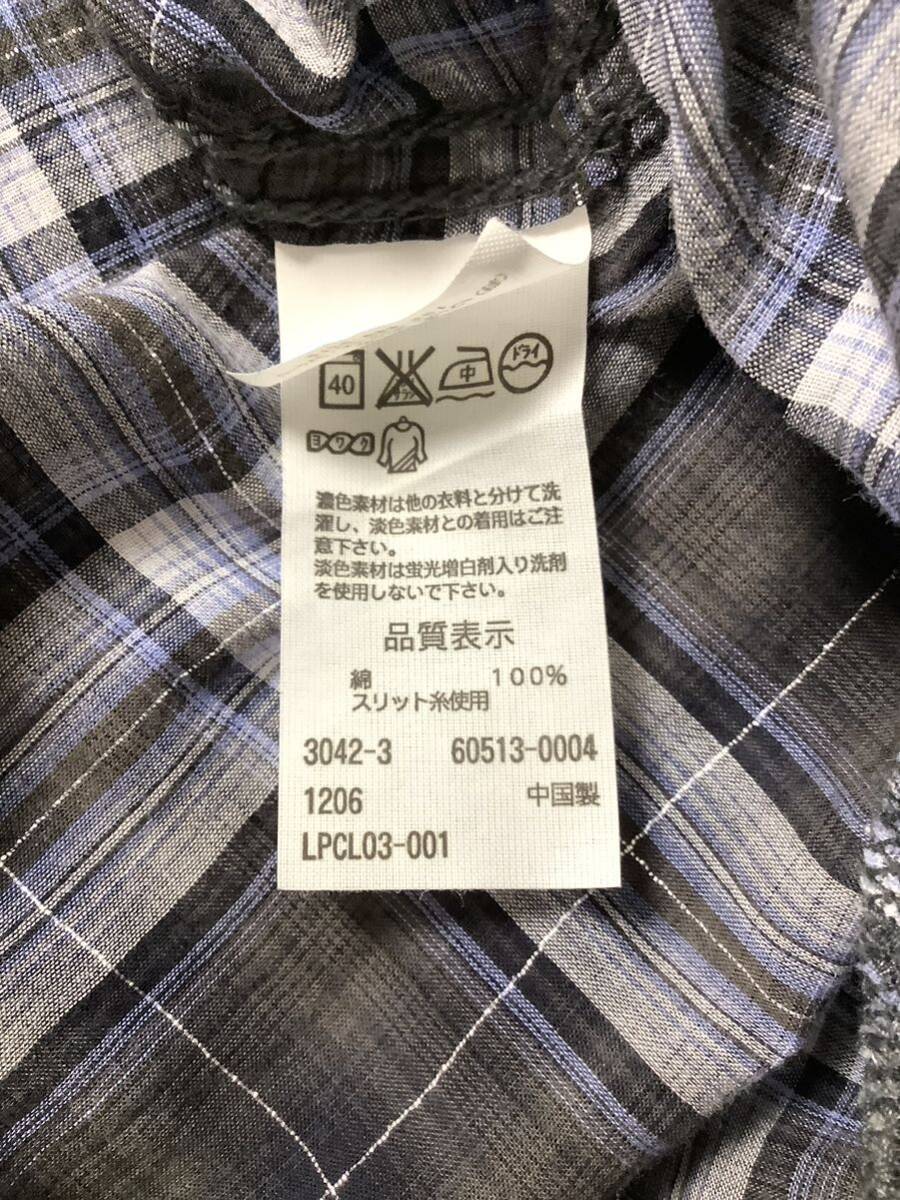 40
中
ドライ
ヨワク
濃色素材は他の衣料と分けて洗
濯し、淡色素材との着用はご注
意下さい。
淡色素材は蛍光増白剤入り洗剤
を使用しないで下さい。
品質表示
綿 100%
スリット糸使用
3042-3 60513-0004
1206 中国製
LPCL03-001